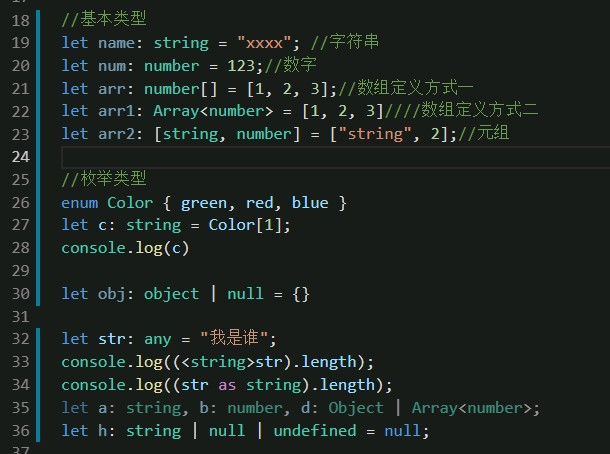 18 //基本类型
19 let name: string = "xxxx"; //字符串
20 let num: number = 123;//数字
21 let arr: number[] = [1, 2, 3];//数组定义方式一
22 let arr1: Array<number> = [1, 2, 3]////数组定义方式二
23 let arr2: [string, number] = ["string", 2];//元组
24
25 //枚举类型
26 enum Color { green, red, blue }
27 let c: string = Color[1];
28 console.log(c)
29
30 let obj: object | null = {}
31
32 let str: any = "我是谁";
33 console.log((<string>str).length);
34 console.log((str as string).length);
35 let a: string, b: number, d: Object | Array<number>;
36 let h: string | null | undefined = null;